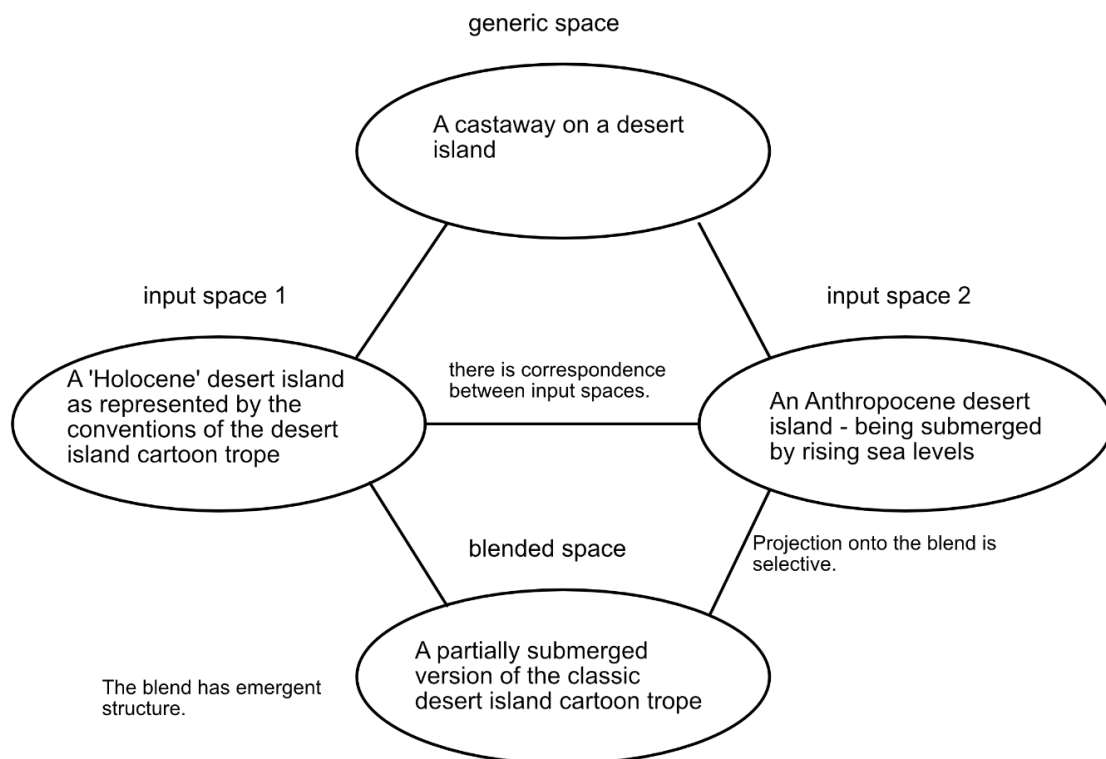 generic space
A castaway on a desert
island
input space 1
input space 2
A 'Holocene' desert island
as represented by the
conventions of the desert
island cartoon trope
there is correspondence
between input spaces.
An Anthropocene desert
island - being submerged
by rising sea levels
blended space
Projection onto the blend is
selective.
A partially submerged
version of the classic
desert island cartoon trope
The blend has emergent
structure.